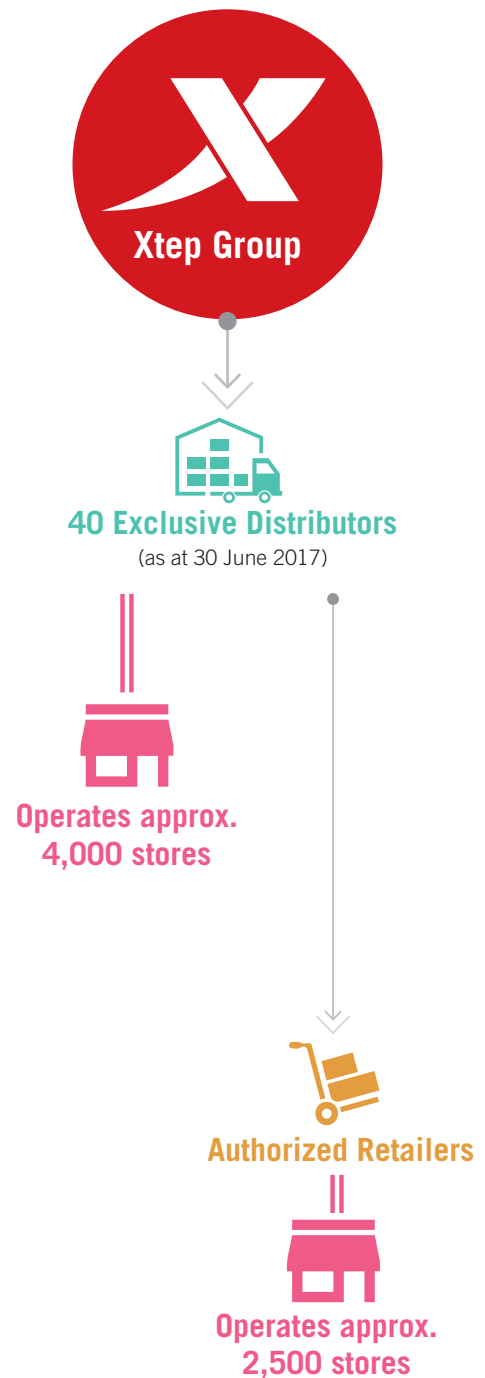 Xtep Group
40 Exclusive Distributors
(as at 30 June 2017)
Operates approx.
4,000 stores
Authorized Retailers
Operates approx.
2,500 stores